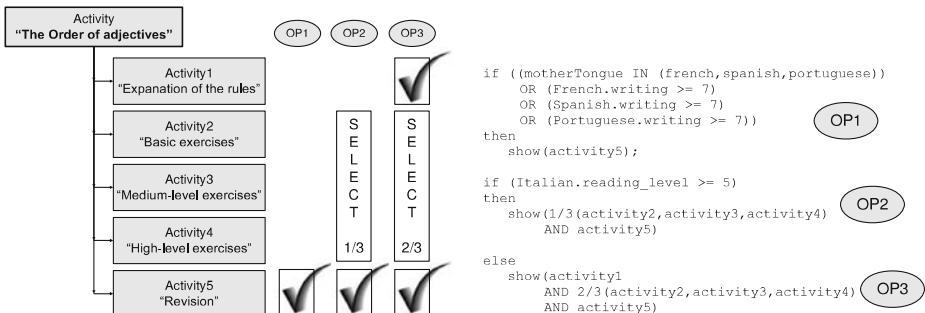 Activity
"The Order of adjectives"
OP1
OP2
OP3
Activity1
"Expanation of the rules"
Activity2
"Basic exercises"
Activity3
"Medium-level exercises"
Activity4
"High-level exercises"
Activity5
"Revision"
SELECT
1/3
SELECT
2/3
if ((motherTongue IN (french,spanish,portuguese))
OR (French.writing >= 7)
OR (Spanish.writing >= 7)
OR (Portuguese.writing >= 7))
then
show(activity5);
OP1
if (Italian.reading_level >= 5)
then
show(1/3(activity2,activity3,activity4)
AND activity5)
OP2
else
show(activity1
AND 2/3(activity2,activity3,activity4)
AND activity5)
OP3